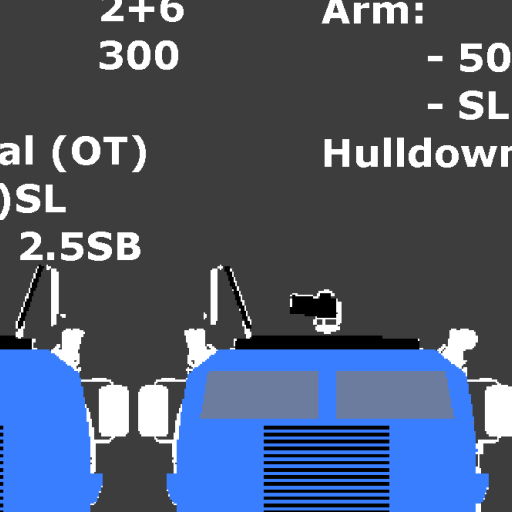 2+6
300
al (OT)
)SL
2.5SB
Arm:
- 50
- SL
Hulldown